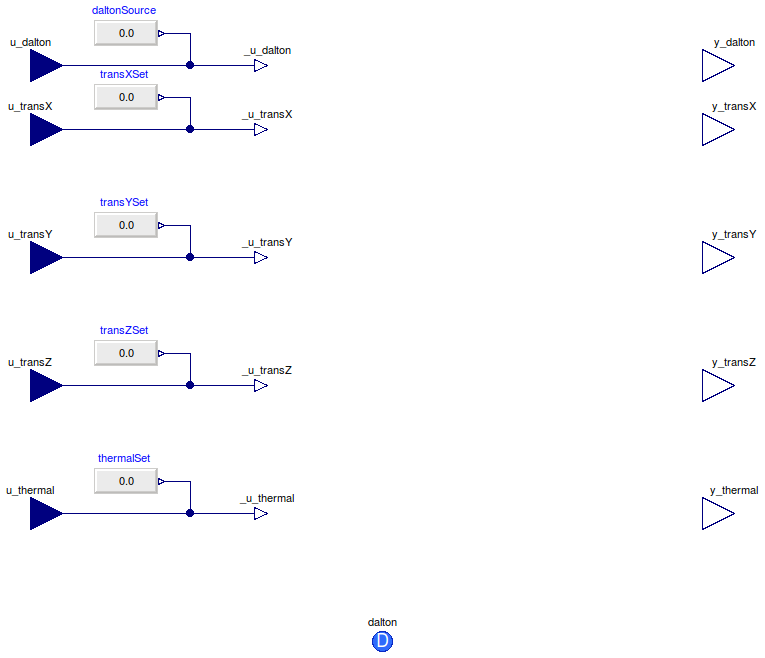 daltonSource
0.0
u_dalton
_u_dalton
y_dalton
transXSet
0.0
u_transX
_u_transX
y_transX
transYSet
0.0
u_transY
_u_transY
y_transY
transZSet
0.0
u_transZ
_u_transZ
y_transZ
thermalSet
0.0
u_thermal
_u_thermal
y_thermal
dalton
D